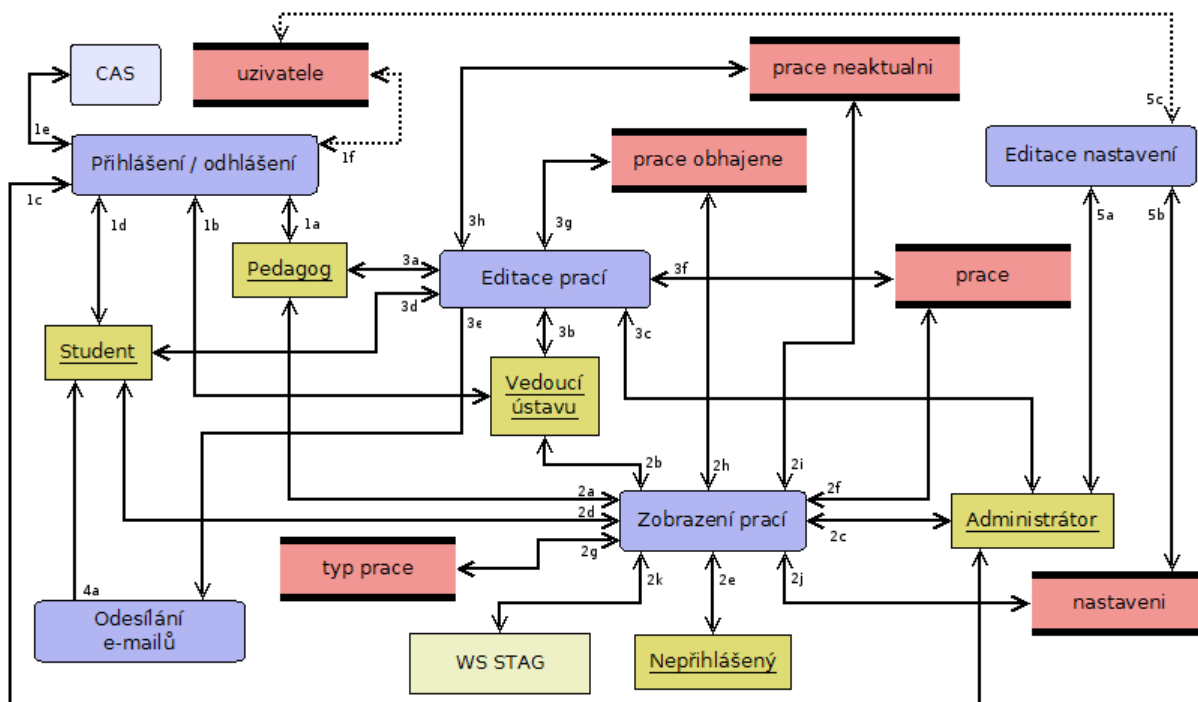 CAS
uzivatele
prace neaktualni
5c
1e
1f
Přihlášení / odhlášení
prace obhajene
Editace nastavení
1c
1d
1b
1a
3h
3g
5a
5b
Pedagog
3a
Editace prací
3f
prace
3d
3e
3b
3c
Student
Vedoucí
ústavu
2b
2h
2i
2a
2f
2d
Zobrazení prací
2c
Administrátor
2g
typ prace
2k
2e
2j
4a
Odesílání
e-mailů
nastaveni
WS STAG
Nepřihlášený